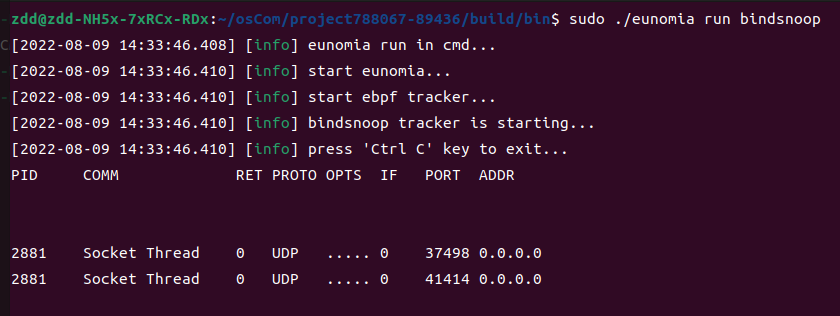 zdd@zdd-NH5x-7xRCx-RDx:~/osCon/project788067-89436/build/bin$ sudo ./eunomia run bindsnoop
[2022-08-09 14:33:46.408] [info] eunomia run in cmd...
[2022-08-09 14:33:46.410] [info] start eunomia...
[2022-08-09 14:33:46.410] [info] start ebpf tracker...
[2022-08-09 14:33:46.410] [info] bindsnoop tracker is starting...
[2022-08-09 14:33:46.410] [info] press 'Ctrl C' key to exit...
PID COMM RET PROTO OPTS IF PORT ADDR
2881 Socket Thread 0 UDP ..... 0 37498 0.0.0.0
2881 Socket Thread 0 UDP ..... 0 41414 0.0.0.0